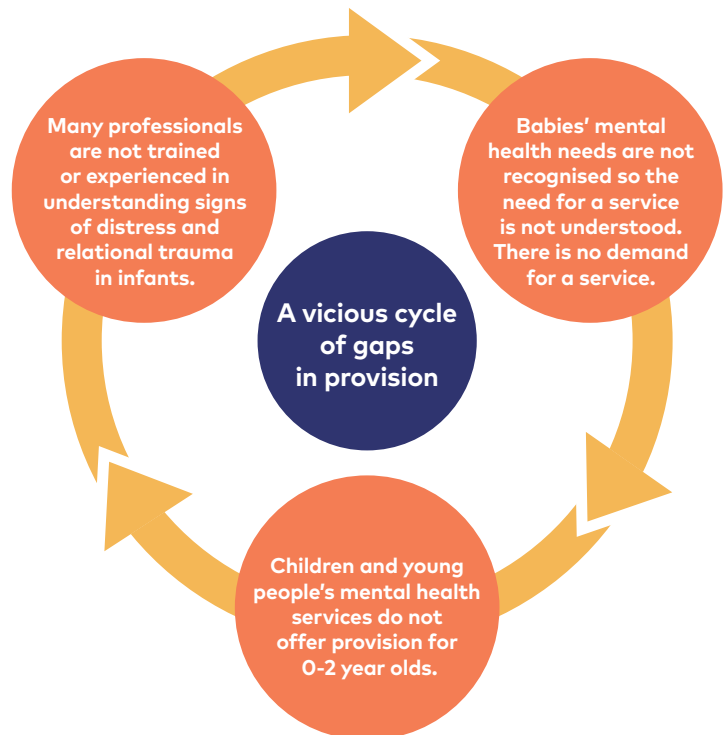 Many professionals
are not trained
or experienced in
understanding signs
of distress and
relational trauma
in infants.
Babies’ mental
health needs are not
recognised so the
need for a service
is not understood.
There is no demand
for a service.
A vicious cycle
of gaps
in provision
Children and young
people’s mental health
services do not
offer provision for
0-2 year olds.